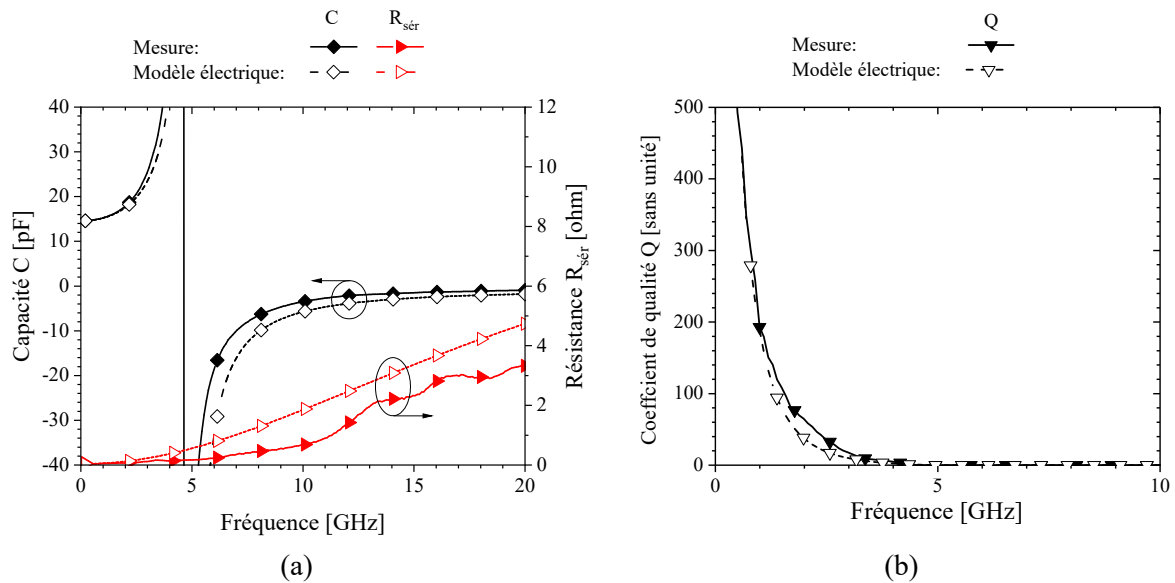 C R_sér
Mesure:
Modèle électrique:
Capacité C [pF]
40
30
20
10
0
-10
-20
-30
-40
12
10
8
6
4
2
0
Résistance R_sér [ohm]
0 5 10 15 20
Fréquence [GHz]
(a)
Q
Mesure:
Modèle électrique:
Coeffcient de qualité Q [sans unité]
500
400
300
200
100
0
0 5 10
Fréquence [GHz]
(b)